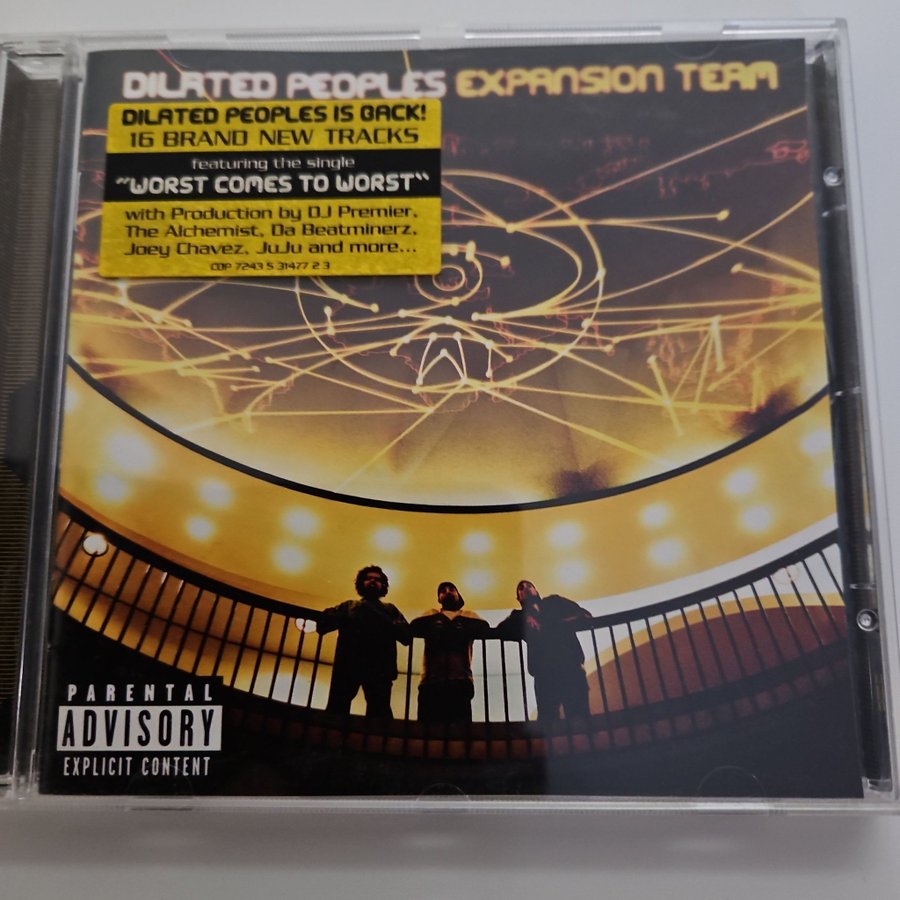 DILATED PEOPLES EXPANSION TEAM
DILATED PEOPLES IS BACK!
16 BRAND NEW TRACKS
featuring the single
"WORST COMES TO WORST"
with Production by DJ Premier,
The Alchemist, Da Beatminerz,
Joey Chavez, JuJu and more...
CDP 7243 5 31477 2 3
PARENTAL
ADVISORY
EXPLICIT CONTENT